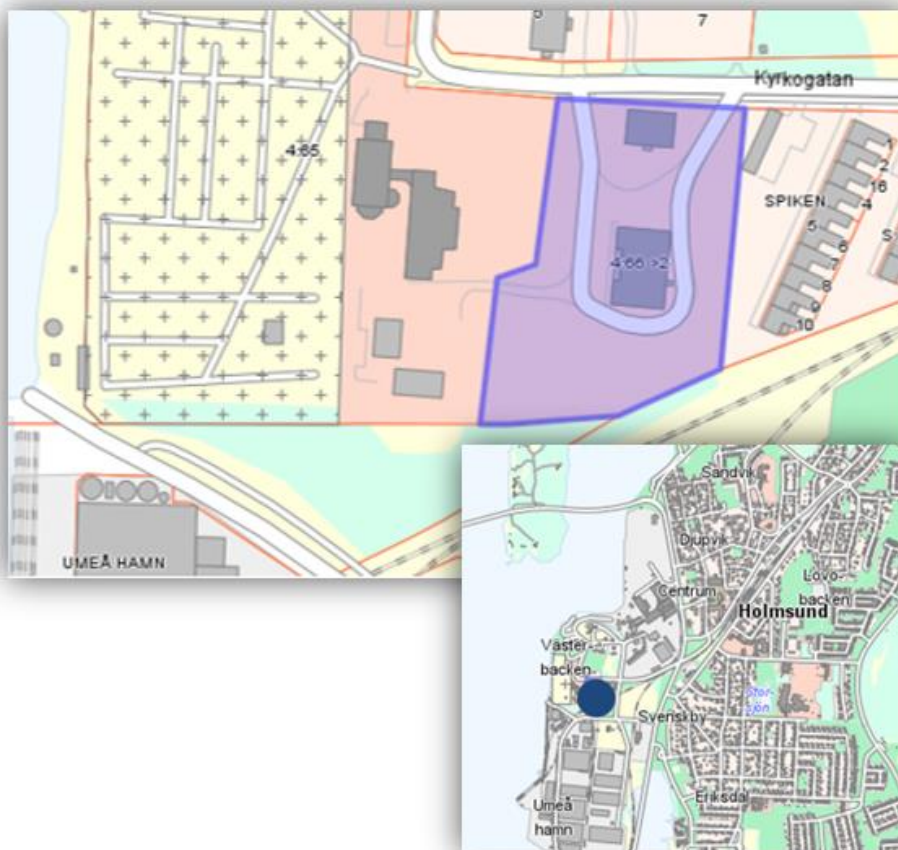 7
Kyrkogatan
4:65
SPIKEN
1
2
16
4
5
6
7
8
9
10
S
4:66 >2
UMEÅ HAMN
Sandvik
Djupvik
Lövö-
backen
Centrum
Holmsund
Väster-
backen
Stor-
sjön
Svenskby
Eriksdal
Umeå
hamn